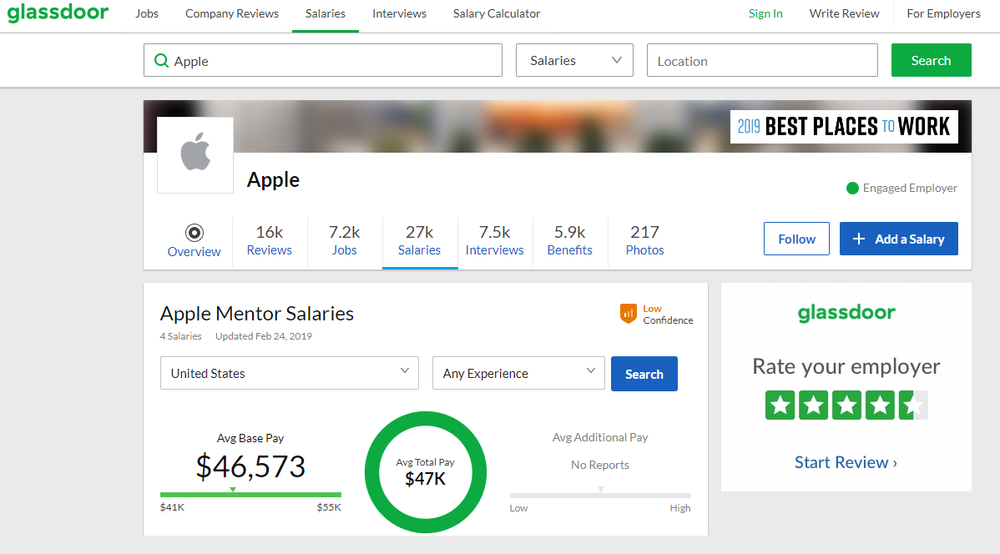 glassdoor Jobs Company Reviews Salaries Interviews Salary Calculator Sign In Write Review For Employers
Apple Salaries Location Search
2019 BEST PLACES TO WORK
Apple
Engaged Employer
Overview
16k Reviews
7.2k Jobs
27k Salaries
7.5k Interviews
5.9k Benefits
217 Photos
Follow
+ Add a Salary
Apple Mentor Salaries
Low
Confidence
4 Salaries Updated Feb 24, 2019
United States Any Experience Search
Avg Base Pay
$46,573
$41K $55K
Avg Total Pay
$47K
Avg Additional Pay
No Reports
Low High
glassdoor
Rate your employer
Start Review ›